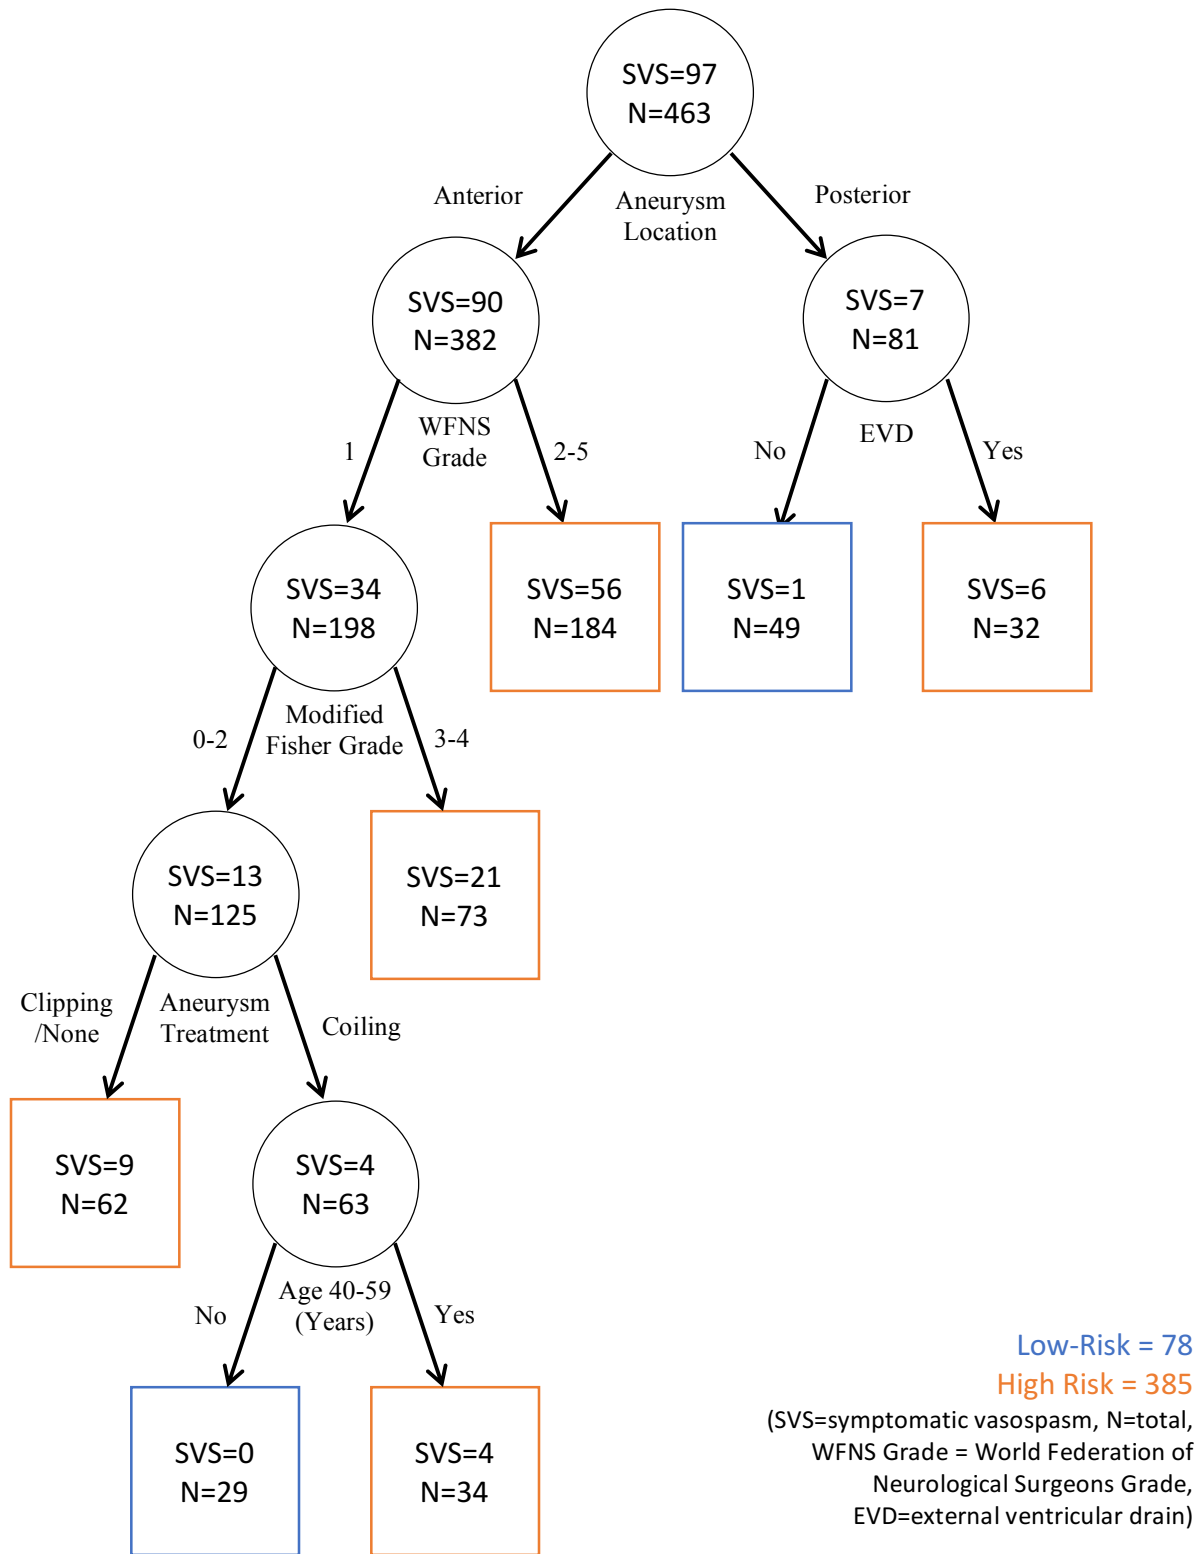 SVS=97
N=463
Anterior
Aneurysm
Location
Posterior
SVS=90
N=382
SVS=7
N=81
1
WFNS
Grade
2-5
No
EVD
Yes
SVS=34
N=198
SVS=56
N=184
SVS=1
N=49
SVS=6
N=32
0-2
Modified
Fisher Grade
3-4
SVS=13
N=125
SVS=21
N=73
Clipping
/None
Aneurysm
Treatment
Coiling
SVS=9
N=62
SVS=4
N=63
No
Age 40-59
(Years)
Yes
SVS=0
N=29
SVS=4
N=34
Low-Risk = 78
High Risk = 385
(SVS=symptomatic vasospasm, N=total,
WFNS Grade = World Federation of
Neurological Surgeons Grade,
EVD=external ventricular drain)